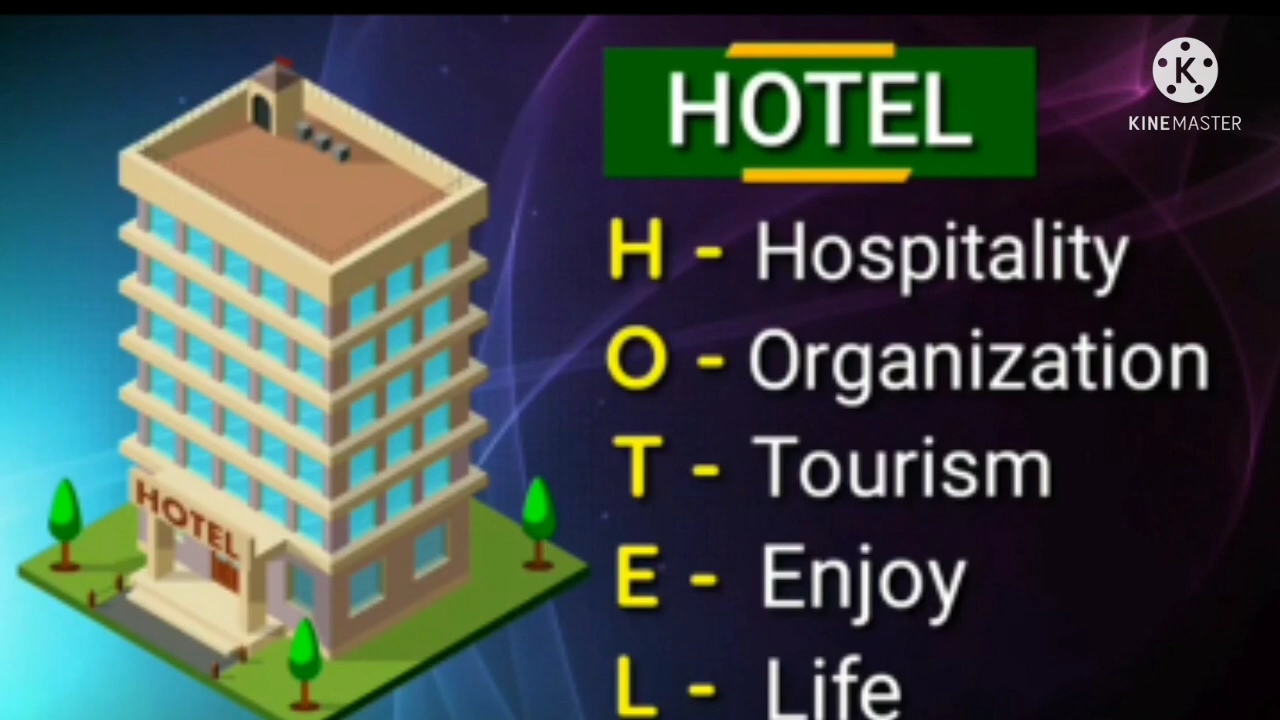 HOTEL
KINEMASTER
H - Hospitality
O - Organization
T - Tourism
E - Enjoy
L - Life
HOTEL